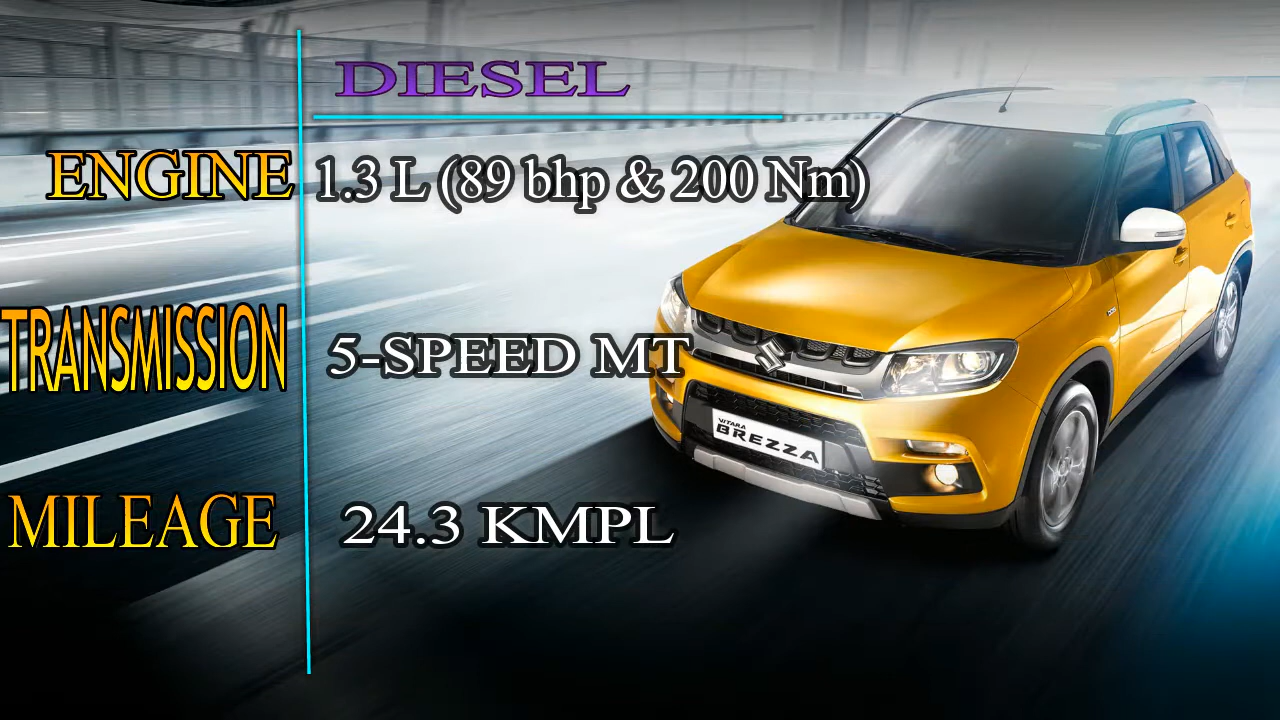 DIESEL
ENGINE 1.3 L (89 bhp & 200 Nm)
TRANSMISSION 5-SPEED MT
MILEAGE 24.3 KMPL
VITARA
BREZZA